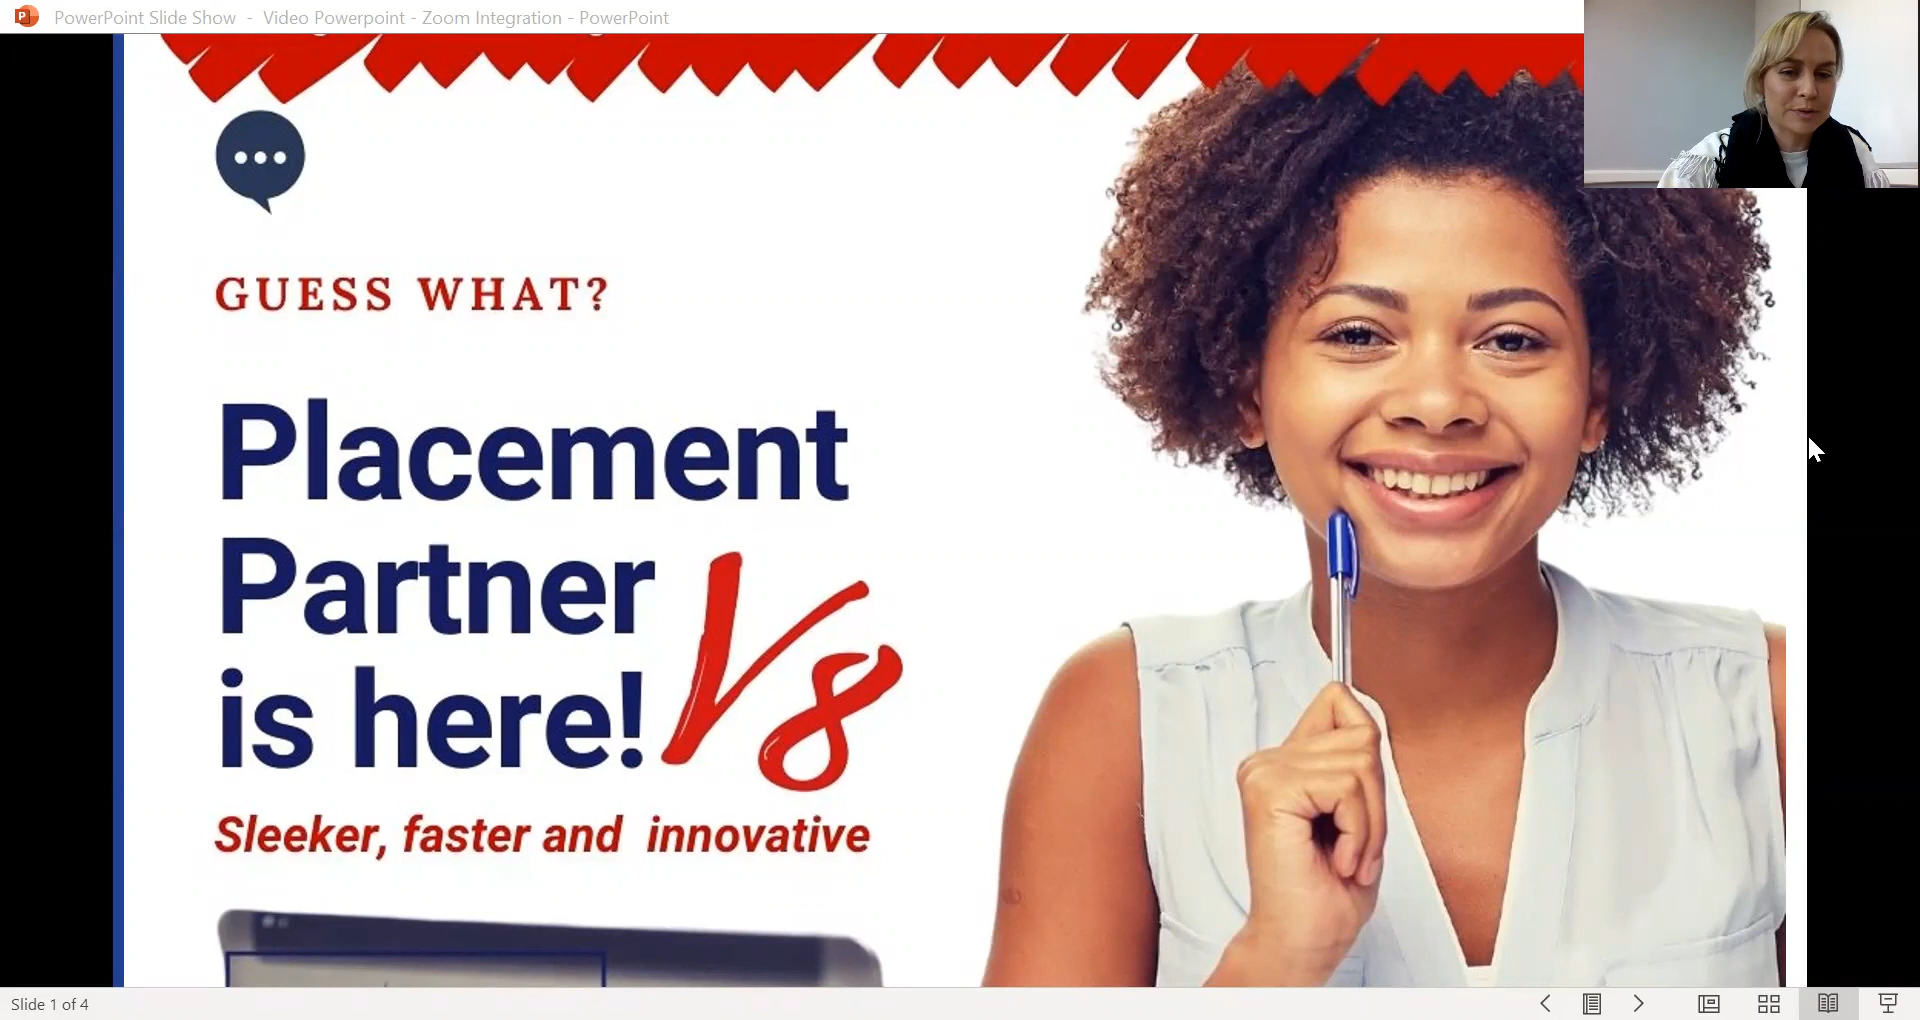 PowerPoint Slide Show - Video Powerpoint - Zoom Integration - PowerPoint
GUESS WHAT?
Placement
Partner
is here! V8
Sleeker, faster and innovative
Slide 1 of 4